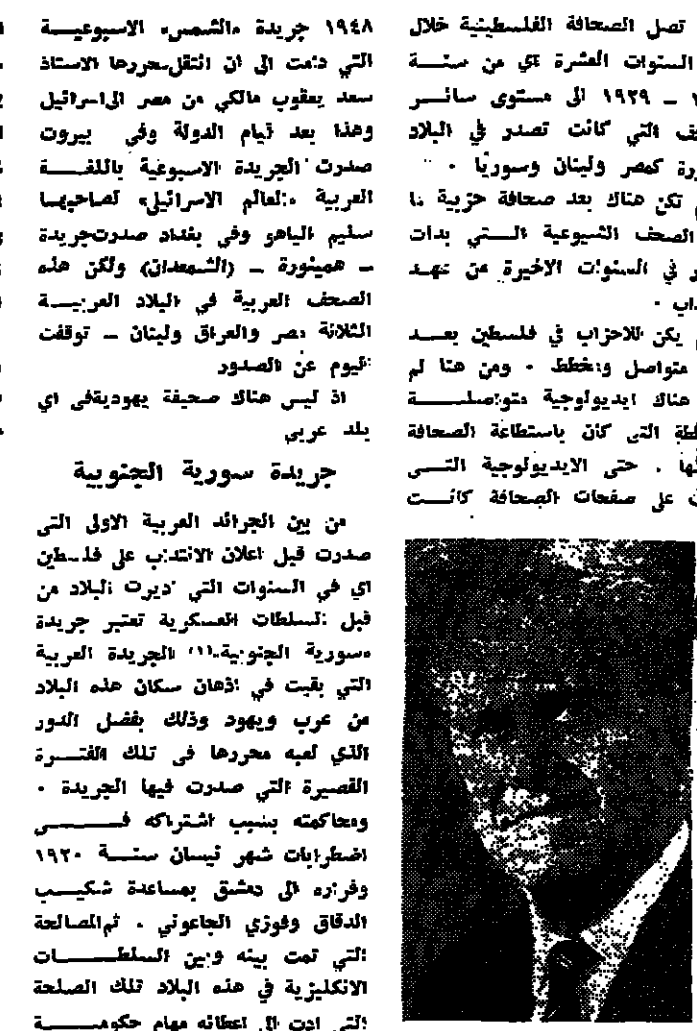 تصل الصحافة الفلسطينية خلال
السنوات العشرة اي من سنة
ـ ١٩٢٩ الى مستوى سائر
التي كانت تصدر في البلاد
كمصر ولبنان وسوريا .
تكن هناك بعد صحافة حزبية
الصحف الشيوعية التي بدات
في السنوات الاخيرة من عهد
يكن للاحزاب في فلسطين بعد
متواصل ومخطط . ومن هنا لم
هناك ايديولوجية متواصلة
التي كان باستطاعة الصحافة
. حتى الايديولوجية التي
على صفحات الصحافة كانت
١٩٤٨ جريدة «الشمس» الاسبوعية
التي دامت الى ان انتقل محررها الاستاذ
سعد يعقوب مالكي من مصر الى اسرائيل
وهذا بعد قيام الدولة وفي بيروت
صدرت الجريدة الاسبوعية باللغة
العربية «العالم الاسرائيلي» لصاحبها
سليم الياهو وفي بغداد صدرت جريدة
ـ همينورة ـ (الشمعدان) ولكن هذه
الصحف العربية في البلاد العربية
الثلاثة مصر والعراق ولبنان ـ توقفت
اليوم عن الصدور
اذ ليس هناك صحيفة يهودية في اي
بلد عربي
جريدة سورية الجنوبية
من بين الجرائد العربية الاولى التي
صدرت قبل اعلان الانتداب على فلسطين
اي في السنوات التي اديرت البلاد من
قبل السلطات العسكرية تعتبر جريدة
«سورية الجنوبية»(١) الجريدة العربية
التي بقيت في اذهان سكان هذه البلاد
من عرب ويهود وذلك بفضل الدور
الذي لعبه محررها في تلك الفترة
القصيرة التي صدرت فيها الجريدة .
ومحاكمته بسبب اشتراكه في
اضطرابات شهر نيسان سنة ١٩٢٠
وفراره الى دمشق بمساعدة شكيب
الدقاق وفوزي الجاعوني . ثم المصالحة
التي تمت بينه وبين السلطات
الانكليزية في هذه البلاد تلك الصلحة
التي ادت الى اعطائه مهام حكومية